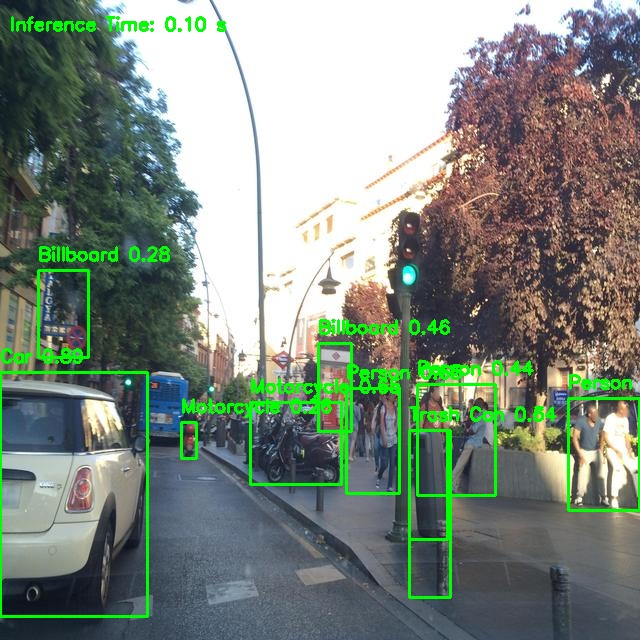 Inference Time: 0.10 s
Billboard 0.28
Billboard 0.46
Car 0.89
Person 0.44
Person
Person
Motorcycle
Motorcycle 0.26
Trash Can 0.54